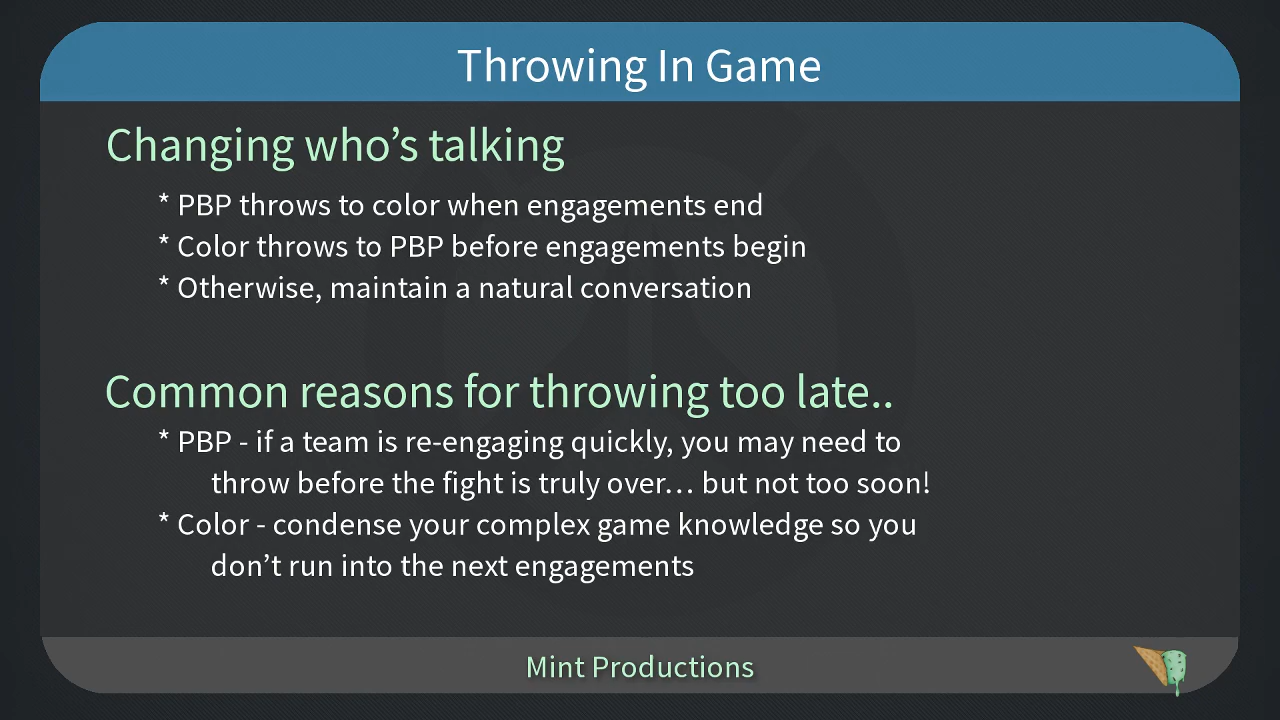 Throwing In Game
Changing who’s talking
* PBP throws to color when engagements end
* Color throws to PBP before engagements begin
* Otherwise, maintain a natural conversation
Common reasons for throwing too late..
* PBP - if a team is re-engaging quickly, you may need to
throw before the fight is truly over… but not too soon!
* Color - condense your complex game knowledge so you
don’t run into the next engagements
Mint Productions